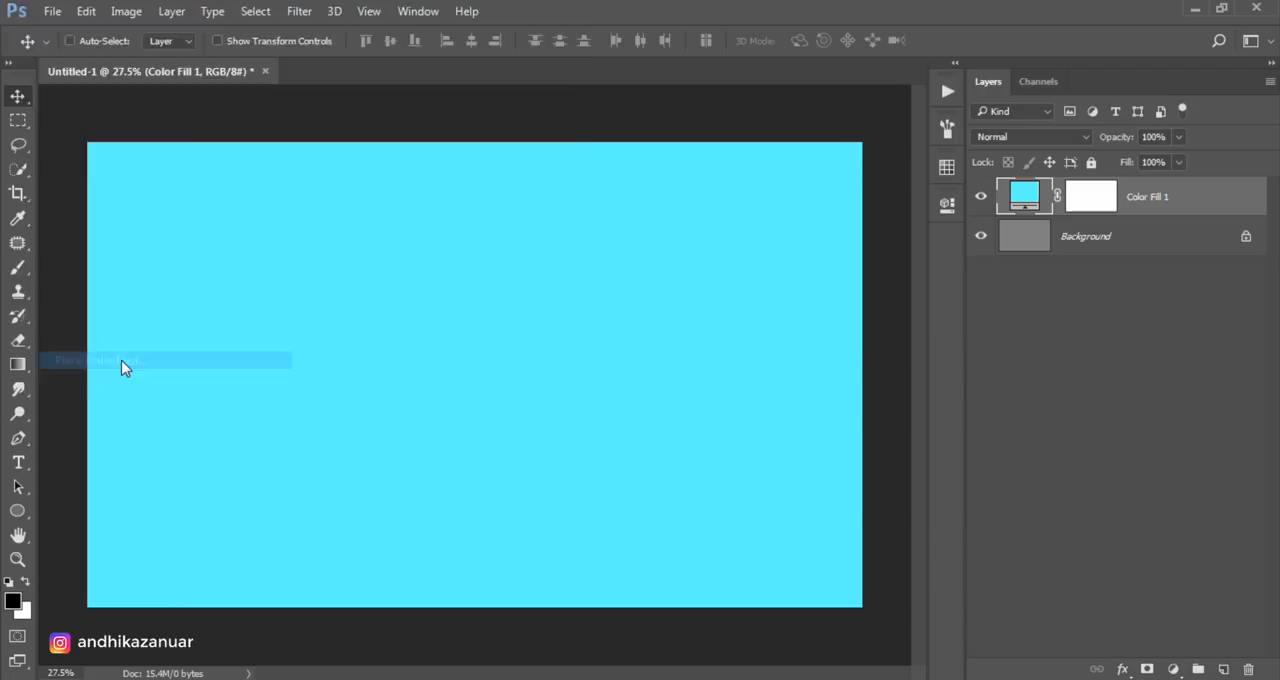 Ps File Edit Image Layer Type Select Filter 3D View Window Help
Auto-Select: Layer Show Transform Controls 3D Mode:
Untitled-1 @ 27.5% (Color Fill 1, RGB/8#) * ×
Layers Channels
Kind
Normal Opacity: 100%
Lock: Fill: 100%
Color Fill 1
Background
andhikazanuar
27.5% Doc: 15.4M/0 bytes